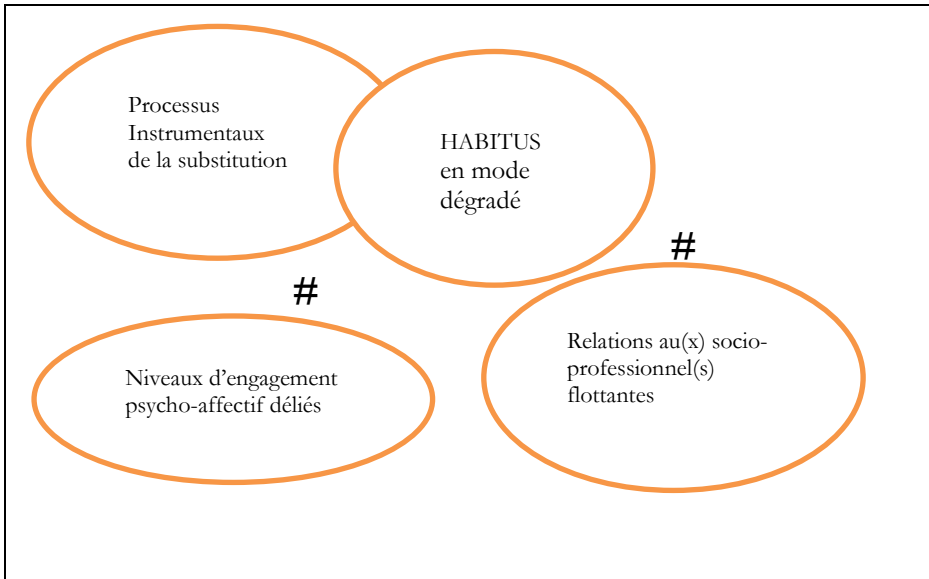 Processus
Instrumentaux
de la substitution
HABITUS
en mode
dégradé
#
#
Relations au(x) socio-
professionnel(s)
flottantes
Niveaux d’engagement
psycho-affectif déliés